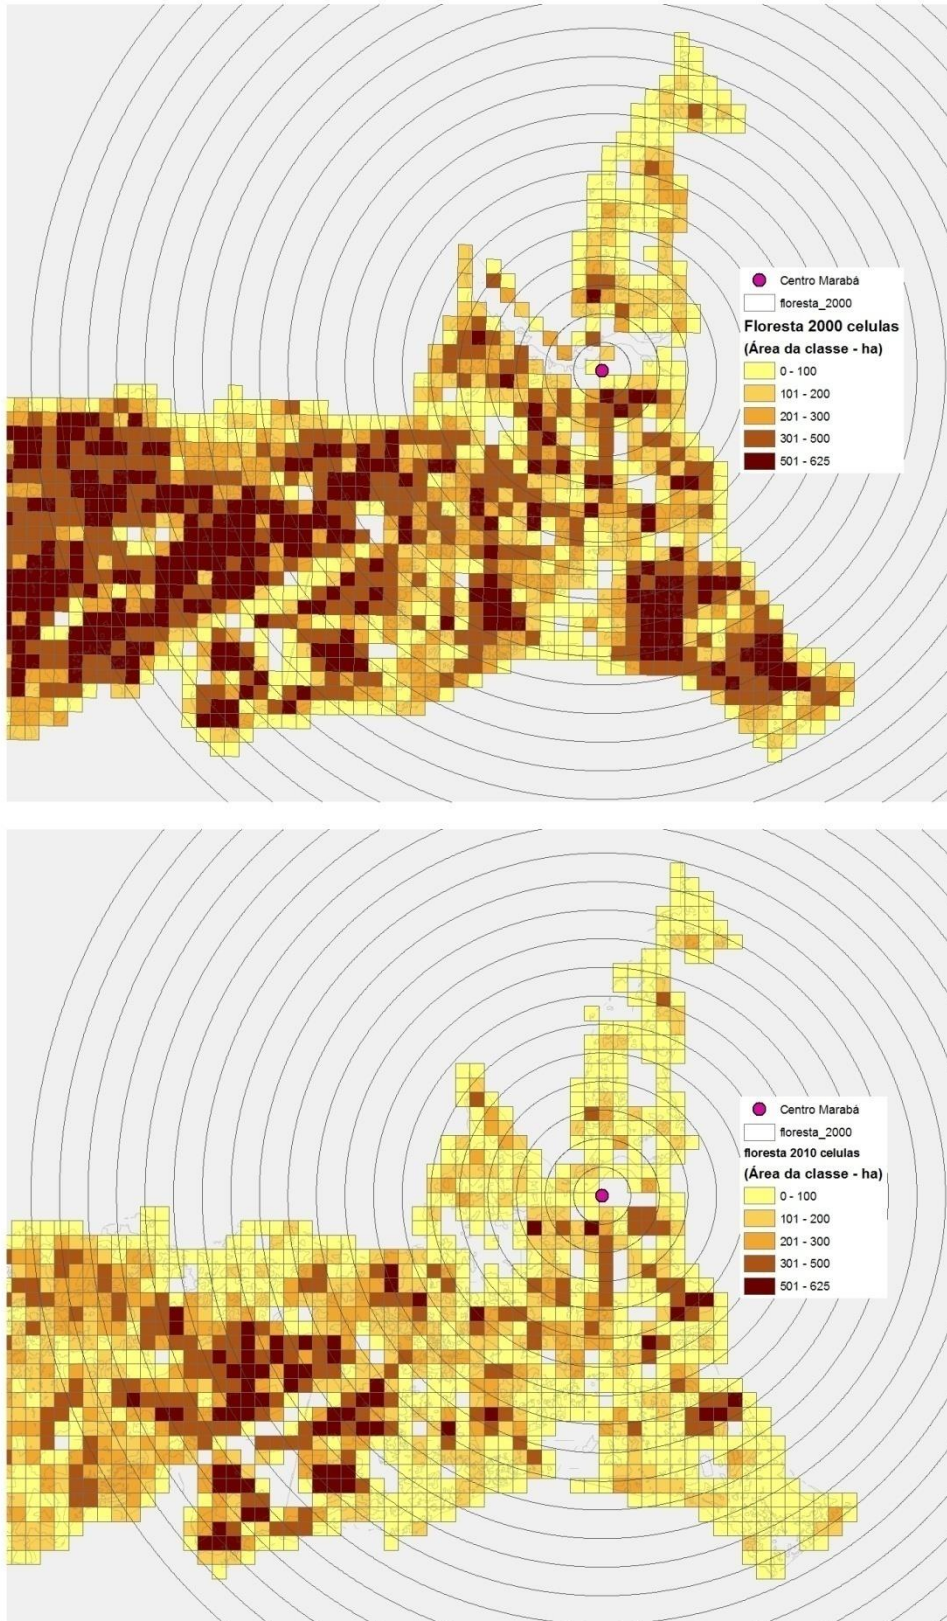 Centro Marabá
floresta_2000
Floresta 2000 celulas
(Área da classe - ha)
0 - 100
101 - 200
201 - 300
301 - 500
501 - 625
Centro Marabá
floresta_2000
floresta 2010 celulas
(Área da classe - ha)
0 - 100
101 - 200
201 - 300
301 - 500
501 - 625